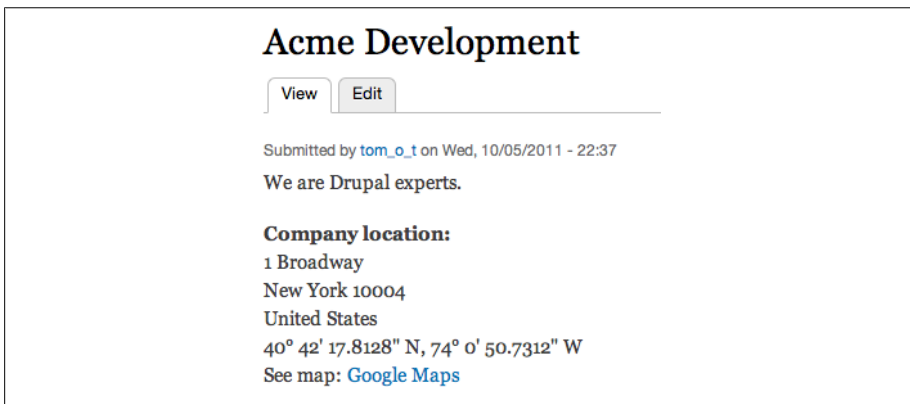 Acme Development
View Edit
Submitted by tom_o_t on Wed, 10/05/2011 - 22:37
We are Drupal experts.
Company location:
1 Broadway
New York 10004
United States
40° 42' 17.8128" N, 74° 0' 50.7312" W
See map: Google Maps